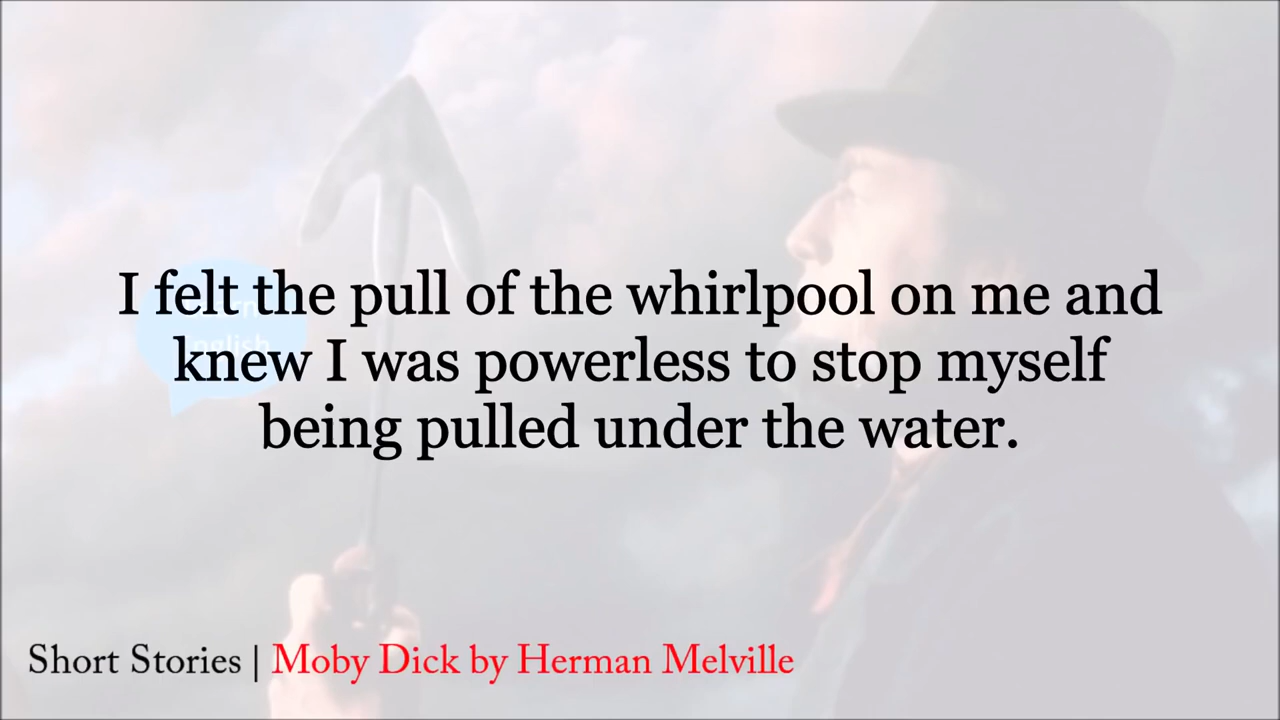 I felt the pull of the whirlpool on me and
knew I was powerless to stop myself
being pulled under the water.
Short Stories | Moby Dick by Herman Melville